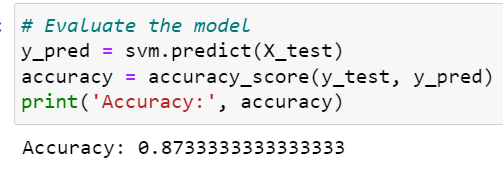 # Evaluate the model
y_pred = svm.predict(X_test)
accuracy = accuracy_score(y_test, y_pred)
print('Accuracy:', accuracy)
Accuracy: 0.8733333333333333